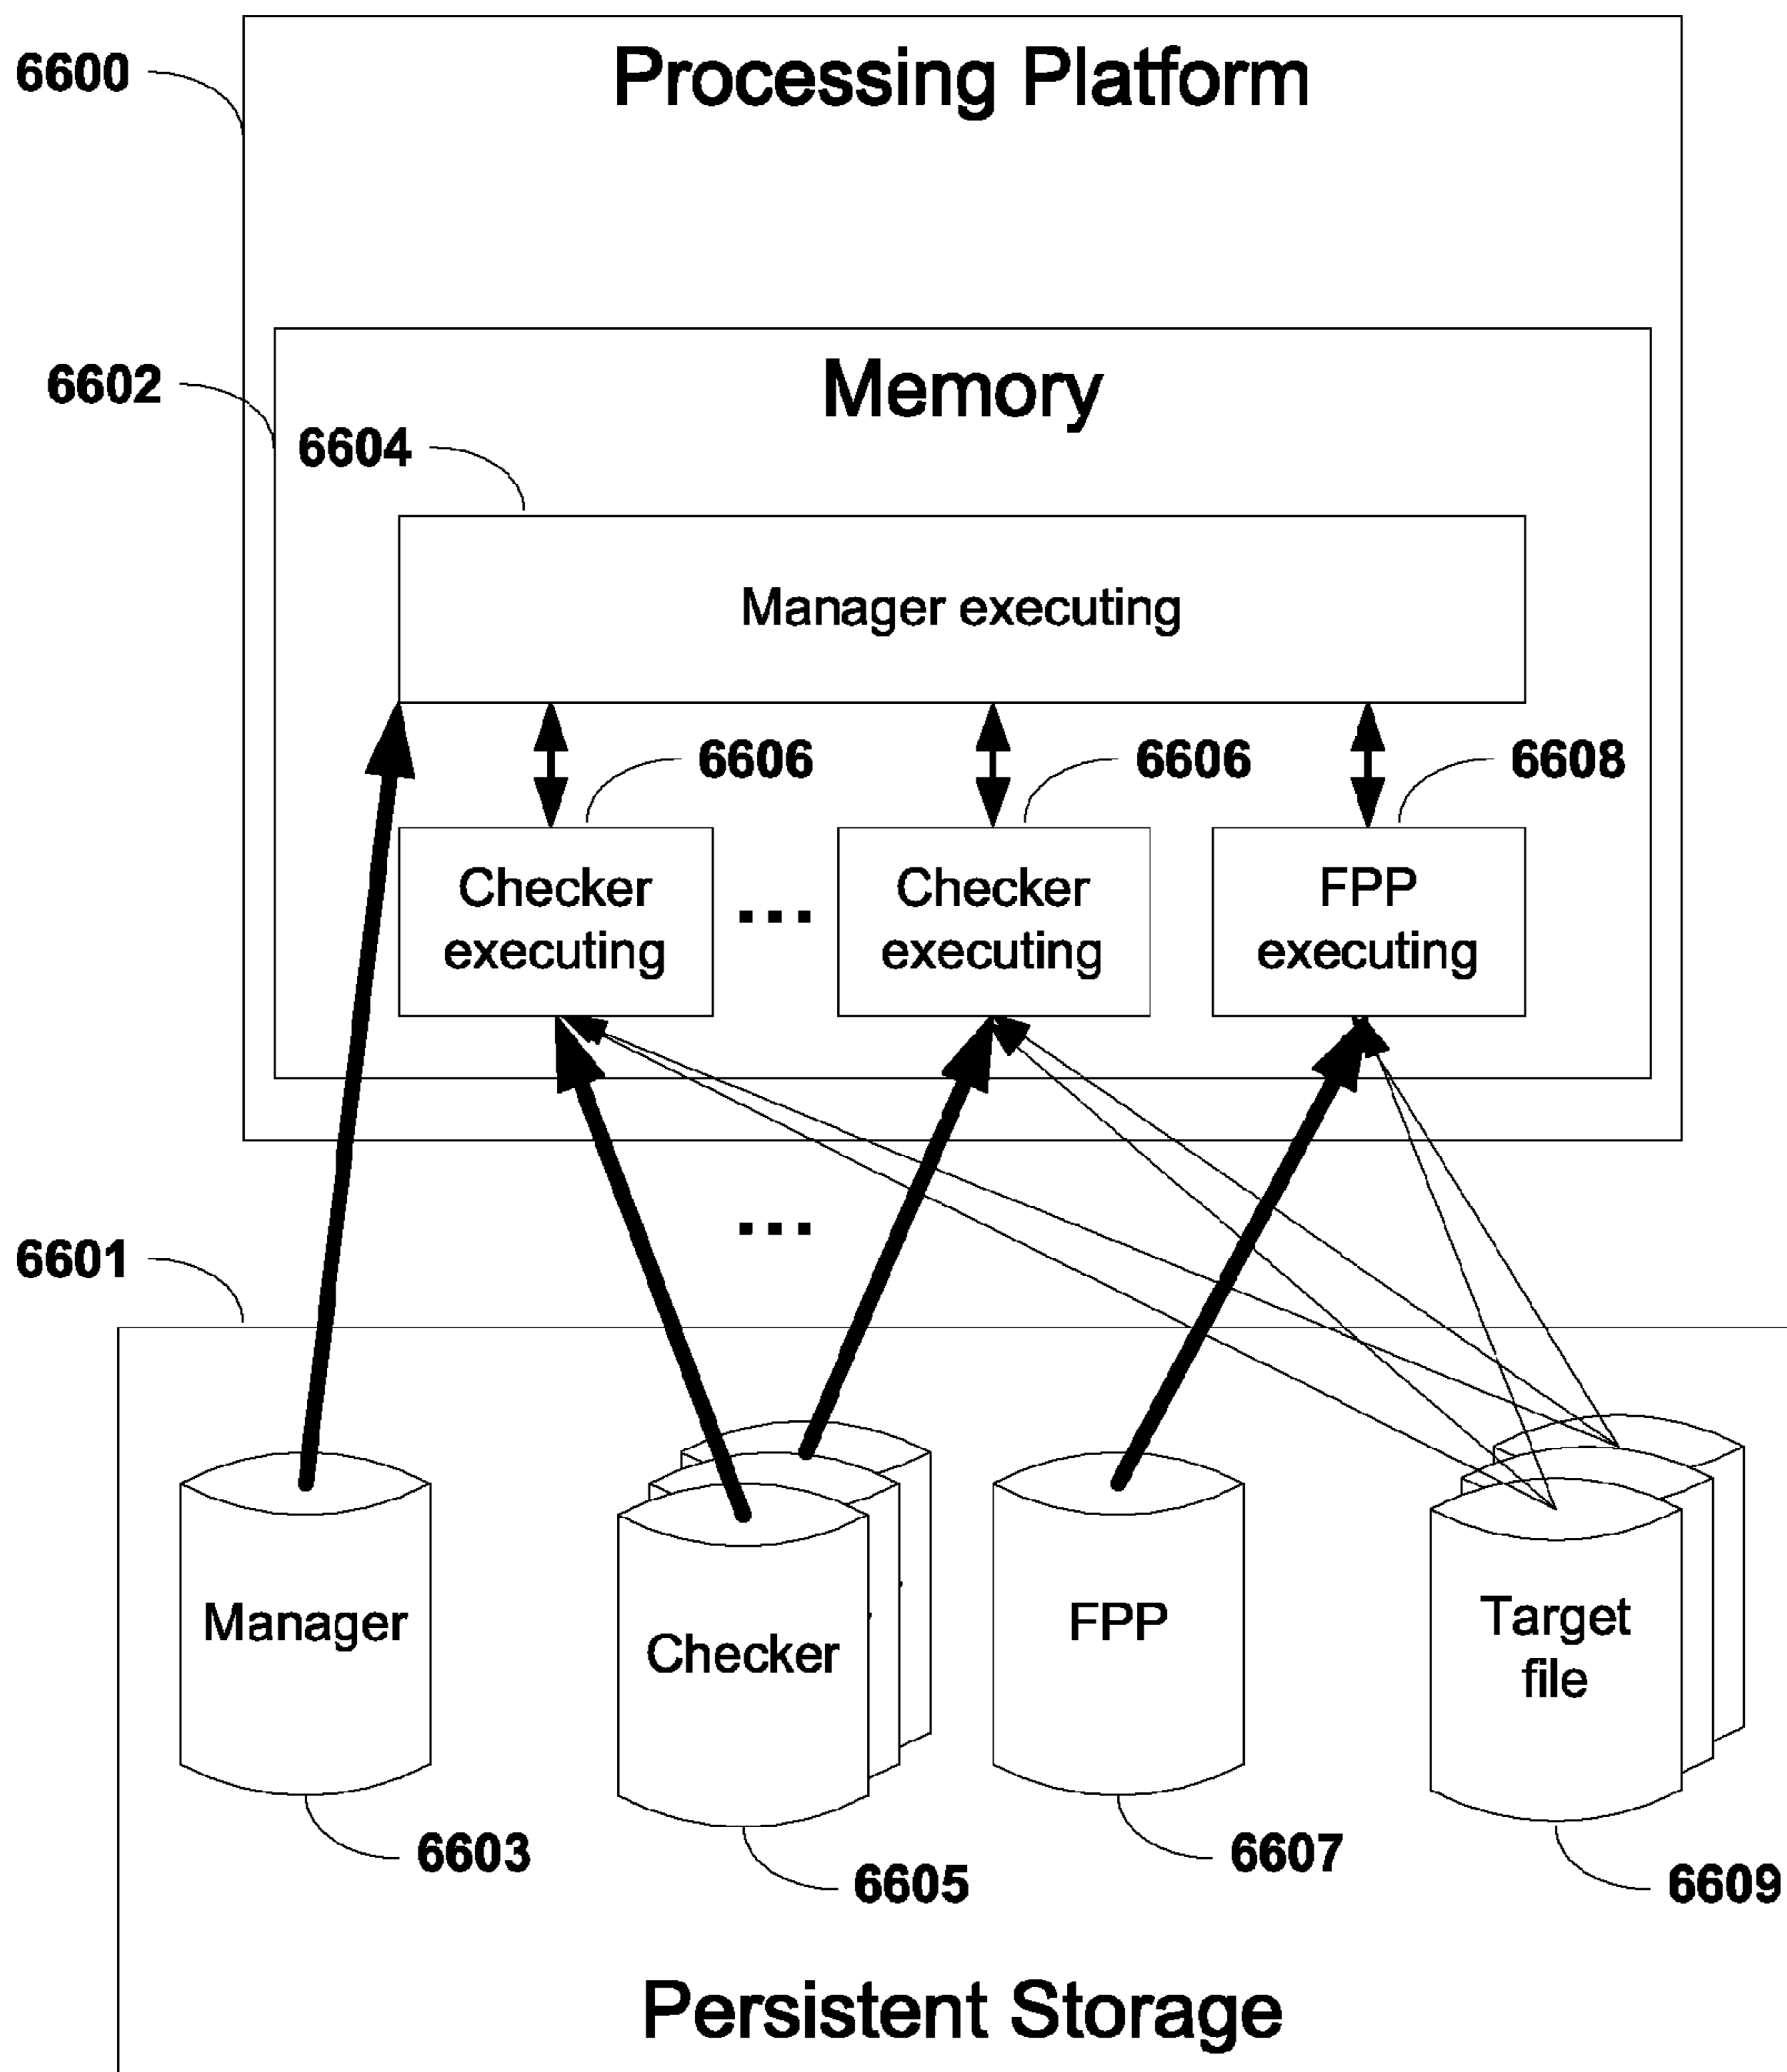 Processing Platform
6600
Memory
6602
6604
Manager executing
6606
6606
6608
Checker
executing
...
Checker
executing
FPP
executing
...
6601
Manager
Checker
FPP
Target
file
6603
6605
6607
6609
Persistent Storage